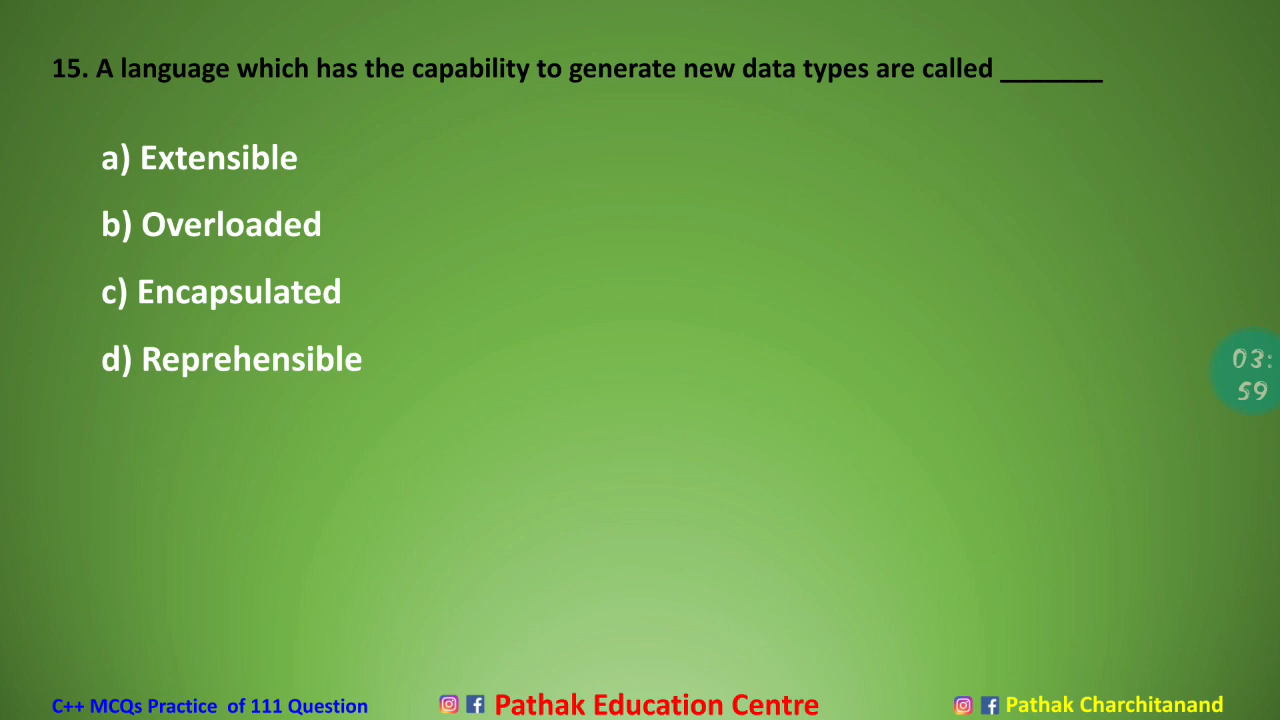 15. A language which has the capability to generate new data types are called _______
a) Extensible
b) Overloaded
c) Encapsulated
d) Reprehensible
03:
59
C++ MCQs Practice of 111 Question Pathak Education Centre Pathak Charchitanand